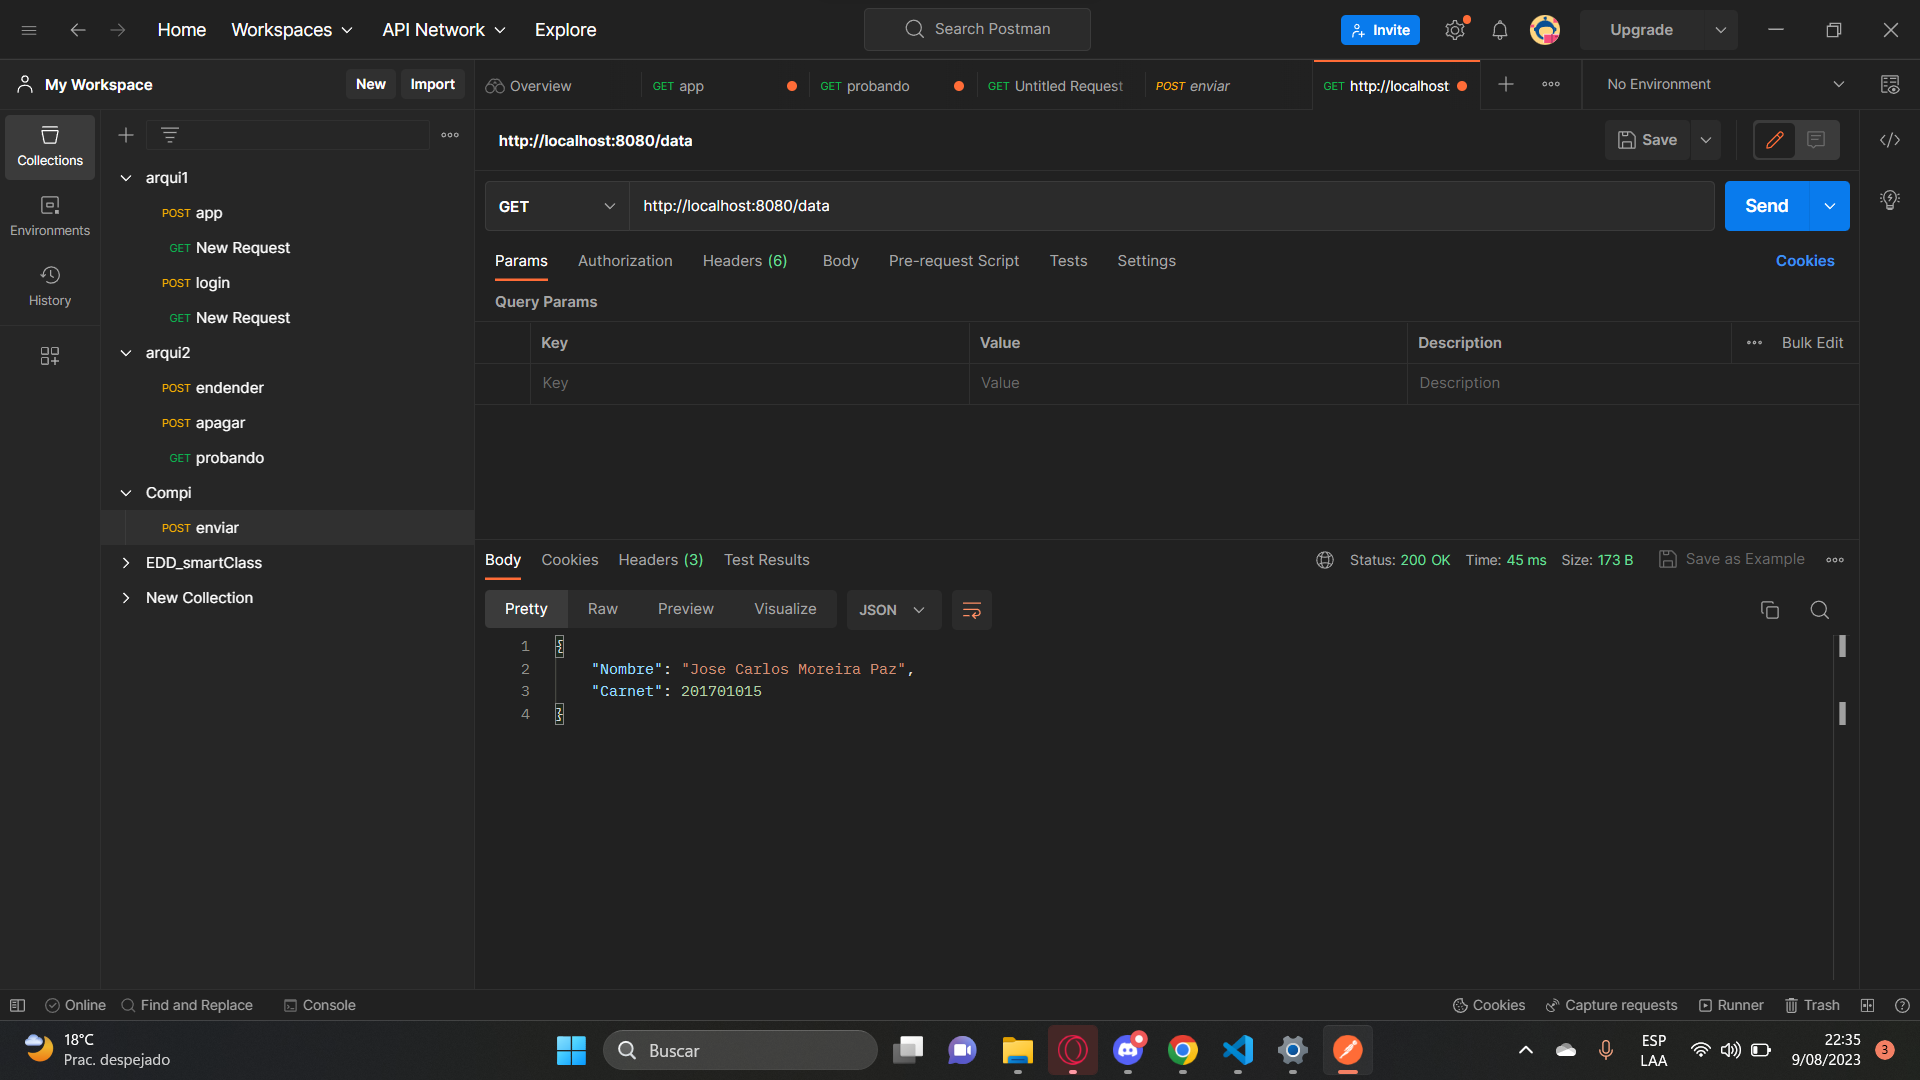 Home Workspaces API Network Explore Search Postman Invite Upgrade
My Workspace New Import Overview GET app GET probando GET Untitled Request POST enviar GET http://localhost No Environment
Collections
Environments
History
arqui1
POST app
GET New Request
POST login
GET New Request
arqui2
POST endender
POST apagar
GET probando
Compi
POST enviar
EDD_smartClass
New Collection
http://localhost:8080/data Save
GET http://localhost:8080/data Send
Params Authorization Headers (6) Body Pre-request Script Tests Settings Cookies
Query Params
Key Value Description Bulk Edit
Key Value Description
Body Cookies Headers (3) Test Results Status: 200 OK Time: 45 ms Size: 173 B Save as Example
Pretty Raw Preview Visualize JSON
1 {
2 "Nombre": "Jose Carlos Moreira Paz",
3 "Carnet": 201701015
4 }
Online Find and Replace Console Cookies Capture requests Runner Trash
18°C
Prac. despejado
Buscar
ESP
LAA
22:35
9/08/2023
3